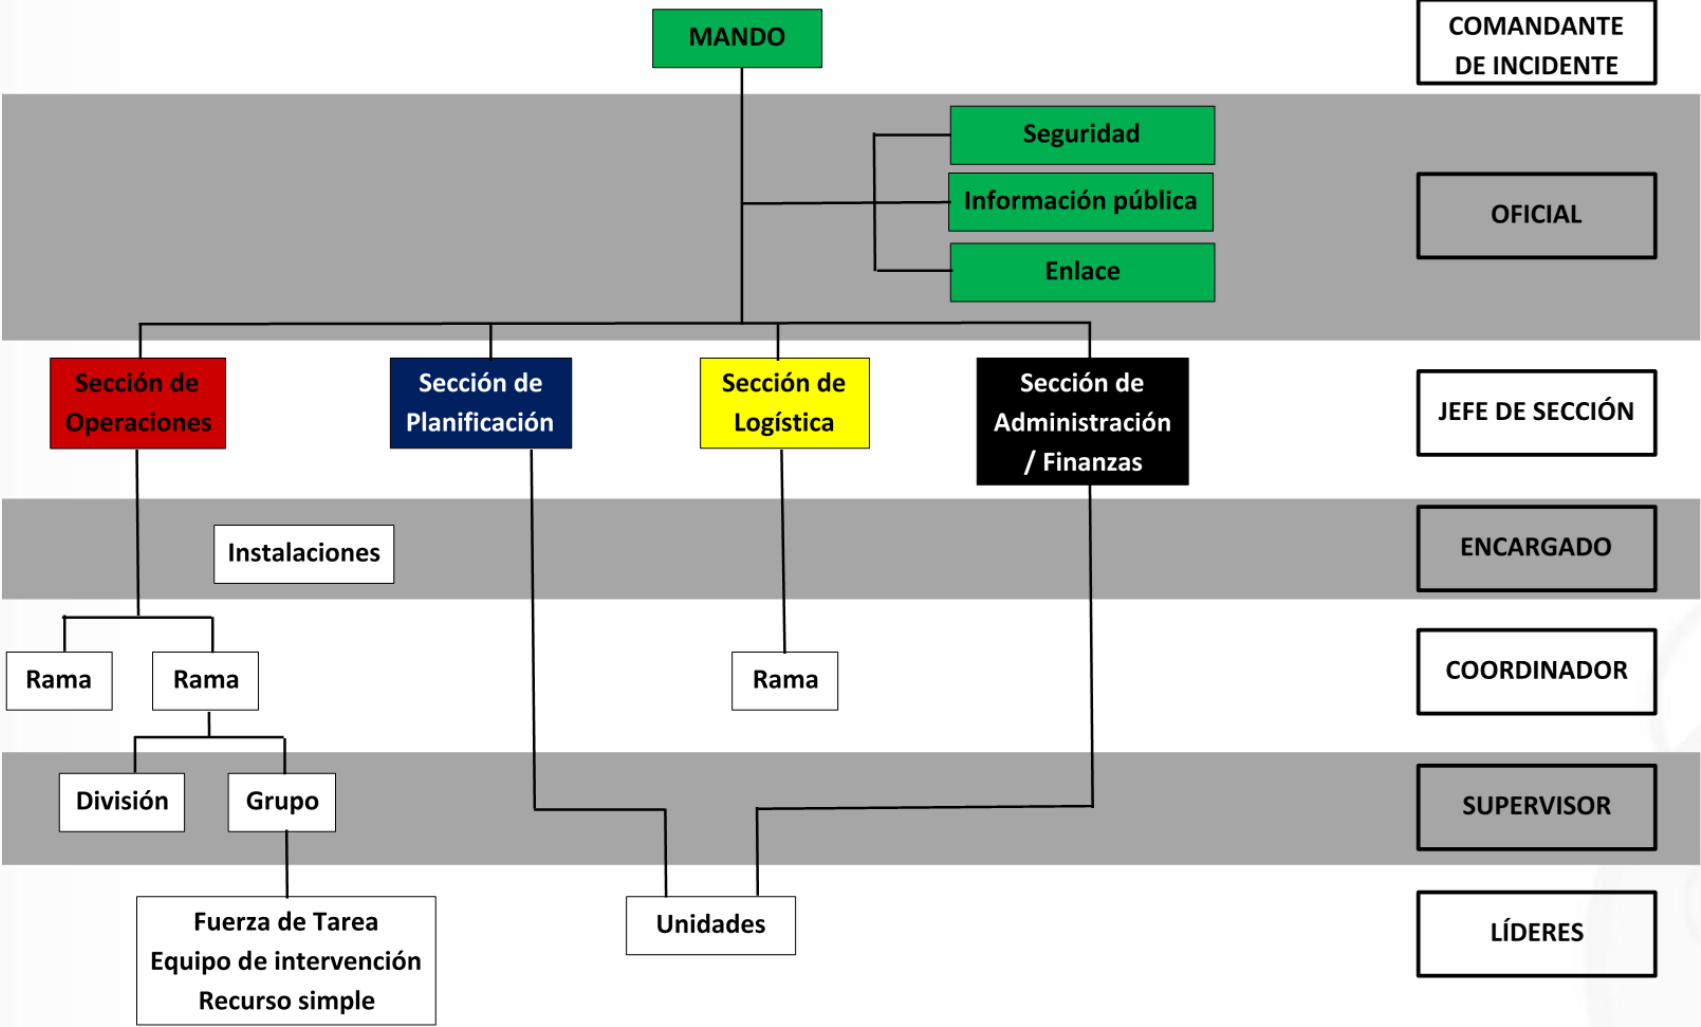 MANDO
COMANDANTE
DE INCIDENTE
Seguridad
Información pública
Enlace
OFICIAL
Sección de
Operaciones
Sección de
Planificación
Sección de
Logística
Sección de
Administración
/ Finanzas
JEFE DE SECCIÓN
Instalaciones
ENCARGADO
Rama
Rama
Rama
COORDINADOR
División
Grupo
SUPERVISOR
Fuerza de Tarea
Equipo de intervención
Recurso simple
Unidades
LÍDERES